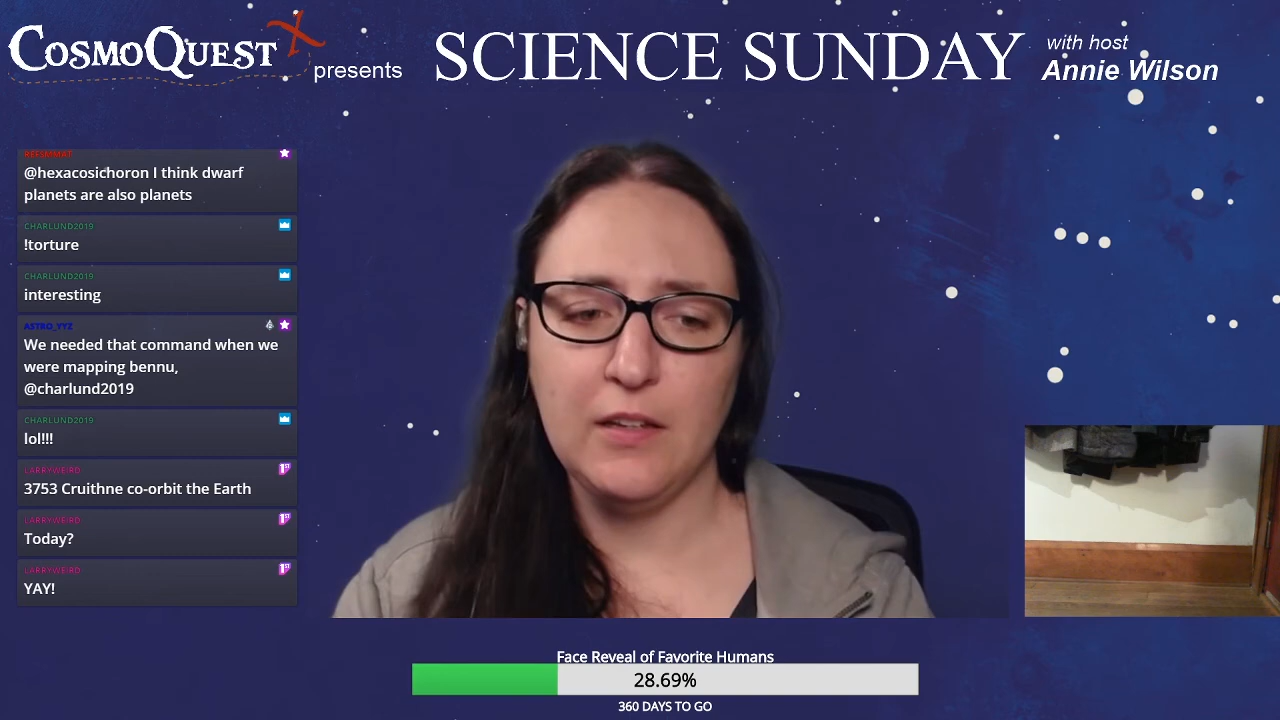 CosmoQuest X
presents
SCIENCE SUNDAY
with host
Annie Wilson
REFSMMAT
@hexacosichoron I think dwarf
planets are also planets
CHARLUND2019
!torture
CHARLUND2019
interesting
ASTRO_YYZ
We needed that command when we
were mapping bennu,
@charlund2019
CHARLUND2019
lol!!!
LARRYWEIRD
3753 Cruithne co-orbit the Earth
LARRYWEIRD
Today?
LARRYWEIRD
YAY!
Face Reveal of Favorite Humans
28.69%
360 DAYS TO GO